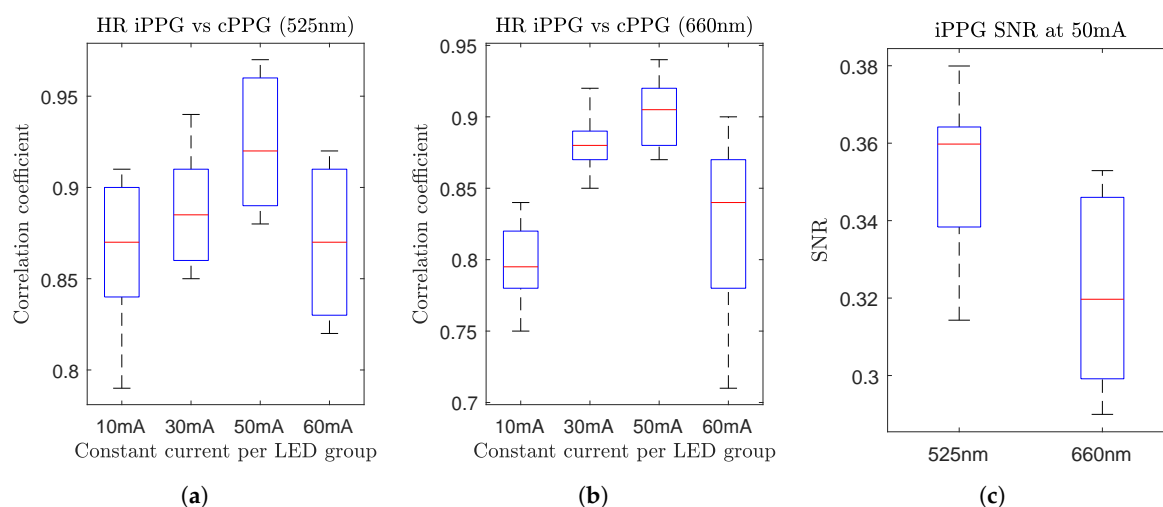 HR iPPG vs cPPG (525nm)
Correlation coefficient
0.95
0.9
0.85
0.8
10mA 30mA 50mA 60mA
Constant current per LED group
(a)
HR iPPG vs cPPG (660nm)
Correlation coefficient
0.95
0.9
0.85
0.8
0.75
0.7
10mA 30mA 50mA 60mA
Constant current per LED group
(b)
iPPG SNR at 50mA
SNR
0.38
0.36
0.34
0.32
0.3
525nm 660nm
(c)